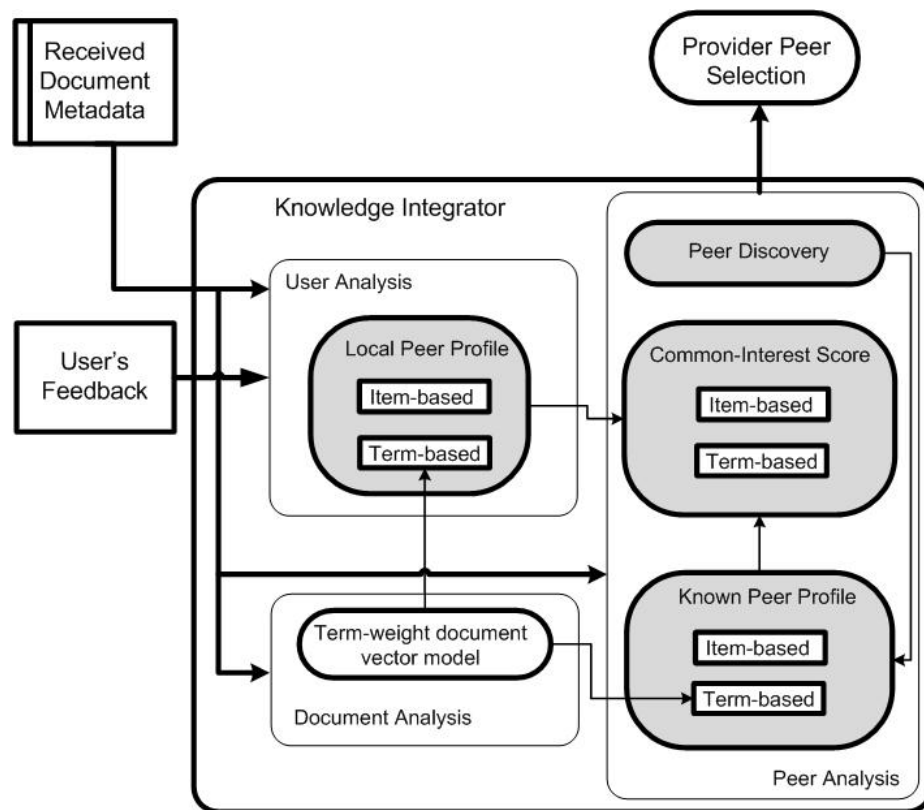 Received
Document
Metadata
Provider Peer
Selection
Knowledge Integrator
Peer Discovery
User Analysis
User's
Feedback
Local Peer Profile
Item-based
Term-based
Common-Interest Score
Item-based
Term-based
Term-weight document
vector model
Document Analysis
Known Peer Profile
Item-based
Term-based
Peer Analysis